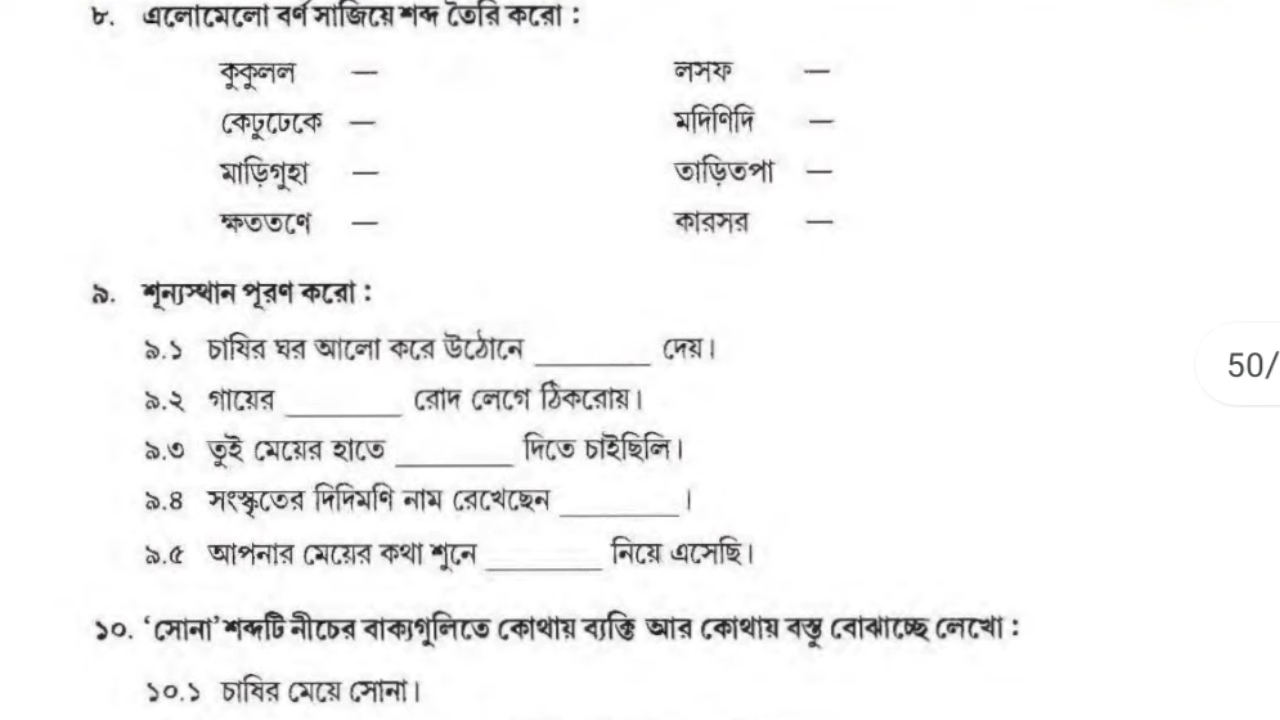 ৮. এলোমেলো বর্ণ সাজিয়ে শব্দ তৈরি করো :
কুকুলল — লসফ —
কেঢুঢেকে — মদিণিদি —
মাড়িগুহা — তাড়িতপা —
ক্ষততণে — কারসর —
৯. শূন্যস্থান পূরণ করো :
৯.১ চাষির ঘর আলো করে উঠোনে ________ দেয়।
৯.২ গায়ের ________ রোদ লেগে ঠিকরোয়।
৯.৩ তুই মেয়ের হাতে ________ দিতে চাইছিলি।
৯.৪ সংস্কৃতের দিদিমণি নাম রেখেছেন ________ ।
৯.৫ আপনার মেয়ের কথা শুনে ________ নিয়ে এসেছি।
50/
১০. ‘সোনা’ শব্দটি নীচের বাক্যগুলিতে কোথায় ব্যক্তি আর কোথায় বস্তু বোঝাচ্ছে লেখো :
১০.১ চাষির মেয়ে সোনা।